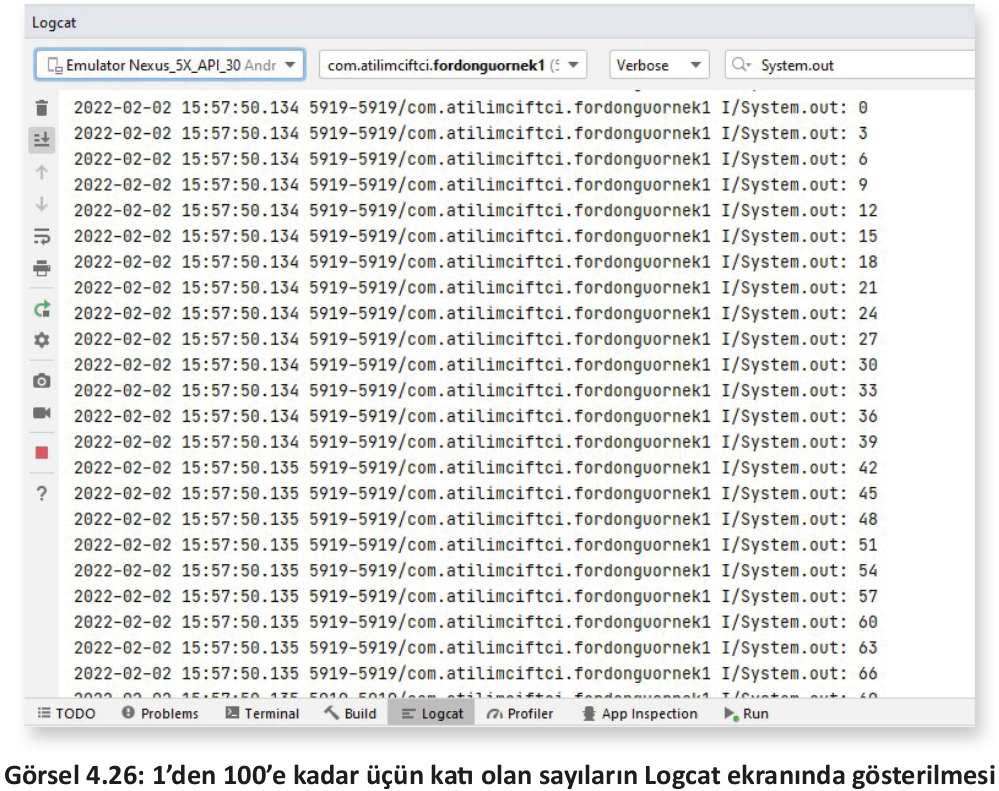 Logcat
Emulator Nexus_5X_API_30 Andr
com.atilimciftci.fordonguornek1 (5
Verbose
System.out
2022-02-02 15:57:50.134 5919-5919/com.atilimciftci.fordonguornek1 I/System.out: 0
2022-02-02 15:57:50.134 5919-5919/com.atilimciftci.fordonguornek1 I/System.out: 3
2022-02-02 15:57:50.134 5919-5919/com.atilimciftci.fordonguornek1 I/System.out: 6
2022-02-02 15:57:50.134 5919-5919/com.atilimciftci.fordonguornek1 I/System.out: 9
2022-02-02 15:57:50.134 5919-5919/com.atilimciftci.fordonguornek1 I/System.out: 12
2022-02-02 15:57:50.134 5919-5919/com.atilimciftci.fordonguornek1 I/System.out: 15
2022-02-02 15:57:50.134 5919-5919/com.atilimciftci.fordonguornek1 I/System.out: 18
2022-02-02 15:57:50.134 5919-5919/com.atilimciftci.fordonguornek1 I/System.out: 21
2022-02-02 15:57:50.134 5919-5919/com.atilimciftci.fordonguornek1 I/System.out: 24
2022-02-02 15:57:50.134 5919-5919/com.atilimciftci.fordonguornek1 I/System.out: 27
2022-02-02 15:57:50.134 5919-5919/com.atilimciftci.fordonguornek1 I/System.out: 30
2022-02-02 15:57:50.134 5919-5919/com.atilimciftci.fordonguornek1 I/System.out: 33
2022-02-02 15:57:50.134 5919-5919/com.atilimciftci.fordonguornek1 I/System.out: 36
2022-02-02 15:57:50.134 5919-5919/com.atilimciftci.fordonguornek1 I/System.out: 39
2022-02-02 15:57:50.135 5919-5919/com.atilimciftci.fordonguornek1 I/System.out: 42
2022-02-02 15:57:50.135 5919-5919/com.atilimciftci.fordonguornek1 I/System.out: 45
2022-02-02 15:57:50.135 5919-5919/com.atilimciftci.fordonguornek1 I/System.out: 48
2022-02-02 15:57:50.135 5919-5919/com.atilimciftci.fordonguornek1 I/System.out: 51
2022-02-02 15:57:50.135 5919-5919/com.atilimciftci.fordonguornek1 I/System.out: 54
2022-02-02 15:57:50.135 5919-5919/com.atilimciftci.fordonguornek1 I/System.out: 57
2022-02-02 15:57:50.135 5919-5919/com.atilimciftci.fordonguornek1 I/System.out: 60
2022-02-02 15:57:50.135 5919-5919/com.atilimciftci.fordonguornek1 I/System.out: 63
2022-02-02 15:57:50.135 5919-5919/com.atilimciftci.fordonguornek1 I/System.out: 66
TODO Problems Terminal Build Logcat Profiler App Inspection Run
Görsel 4.26: 1’den 100’e kadar üçün katı olan sayıların Logcat ekranında gösterilmesi